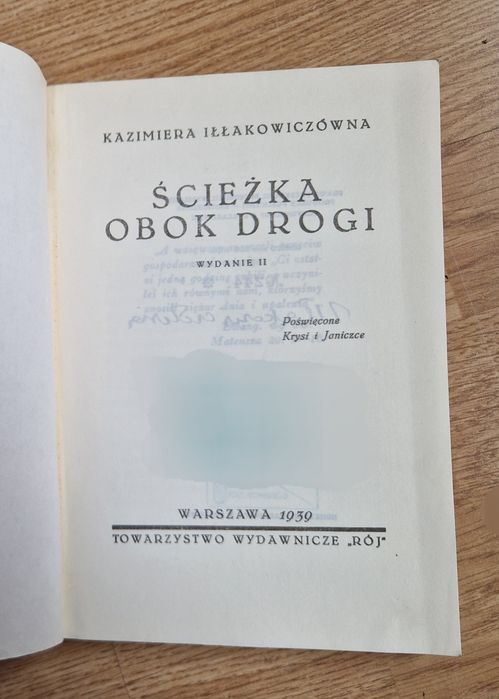 KAZIMIERA IŁŁAKOWICZÓWNA
ŚCIEŻKA
OBOK DROGI
WYDANIE II
Poświęcone
Krysi i Janiczce
WARSZAWA 1939
TOWARZYSTWO WYDAWNICZE „RÓJ"